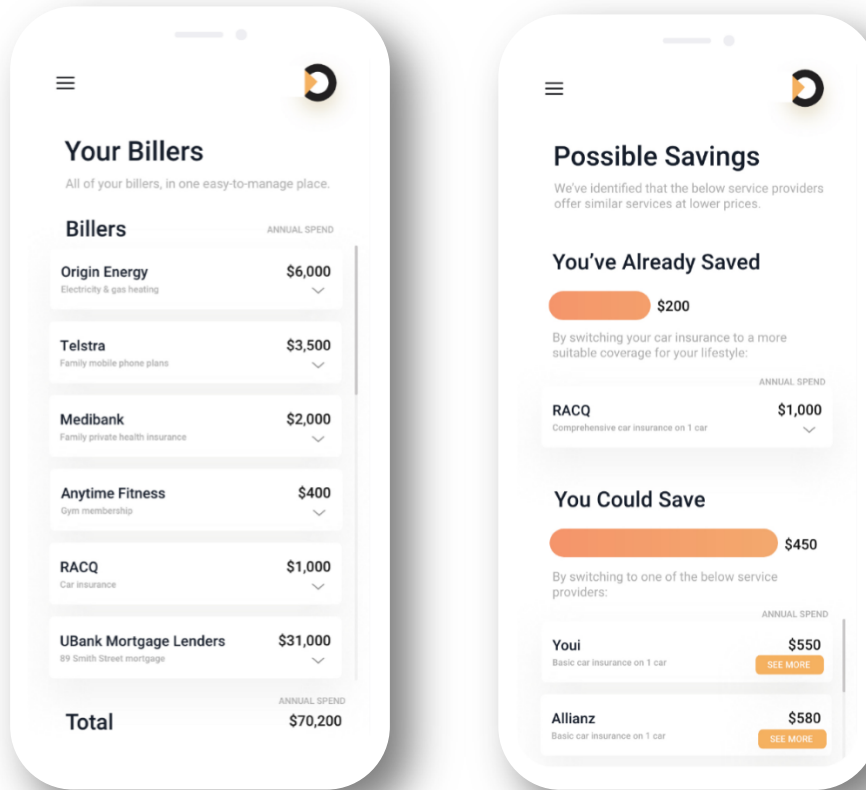 Your Billers
All of your billers, in one easy-to-manage place.
Billers ANNUAL SPEND
Origin Energy $6,000
Electricity & gas heating
Telstra $3,500
Family mobile phone plans
Medibank $2,000
Family private health insurance
Anytime Fitness $400
Gym membership
RACQ $1,000
Car insurance
UBank Mortgage Lenders $31,000
89 Smith Street mortgage
ANNUAL SPEND
Total $70,200
Possible Savings
We've identified that the below service providers
offer similar services at lower prices.
You've Already Saved
$200
By switching your car insurance to a more
suitable coverage for your lifestyle:
ANNUAL SPEND
RACQ $1,000
Comprehensive car insurance on 1 car
You Could Save
$450
By switching to one of the below service
providers:
ANNUAL SPEND
Youi $550
Basic car insurance on 1 car SEE MORE
Allianz $580
Basic car insurance on 1 car SEE MORE